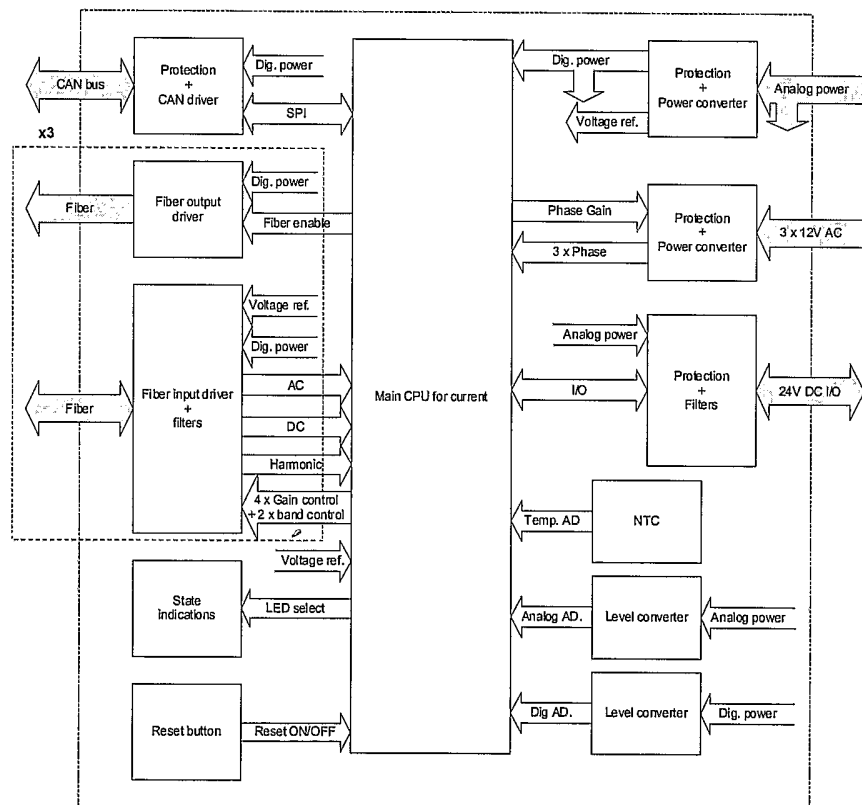 CAN bus
Protection
+
CAN driver
Dig. power
SPI
x3
Fiber
Fiber output
driver
Dig. power
Fiber enable
Fiber
Fiber input driver
+
filters
Voltage ref.
Dig. power
AC
DC
Harmonic
4 x Gain control
+ 2 x band control
Voltage ref.
State
indications
LED select
Reset button
Reset ON/OFF
Main CPU for current
Dig. power
Voltage ref.
Protection
+
Power converter
Analog power
Phase Gain
3 x Phase
Protection
+
Power converter
3 x 12V AC
Analog power
I/O
Protection
+
Filters
24V DC I/O
Temp. AD
NTC
Analog AD.
Level converter
Analog power
Dig AD.
Level converter
Dig. power